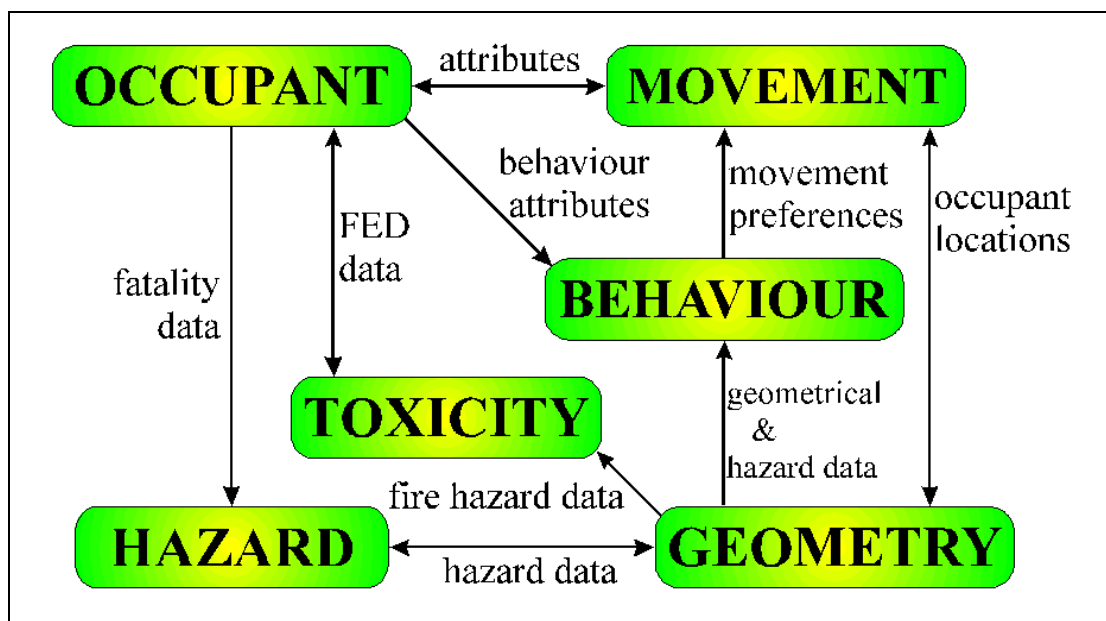 OCCUPANT
attributes
MOVEMENT
behaviour
attributes
movement
preferences
occupant
locations
FED
data
fatality
data
BEHAVIOUR
TOXICITY
geometrical
&
hazard data
fire hazard data
HAZARD
hazard data
GEOMETRY